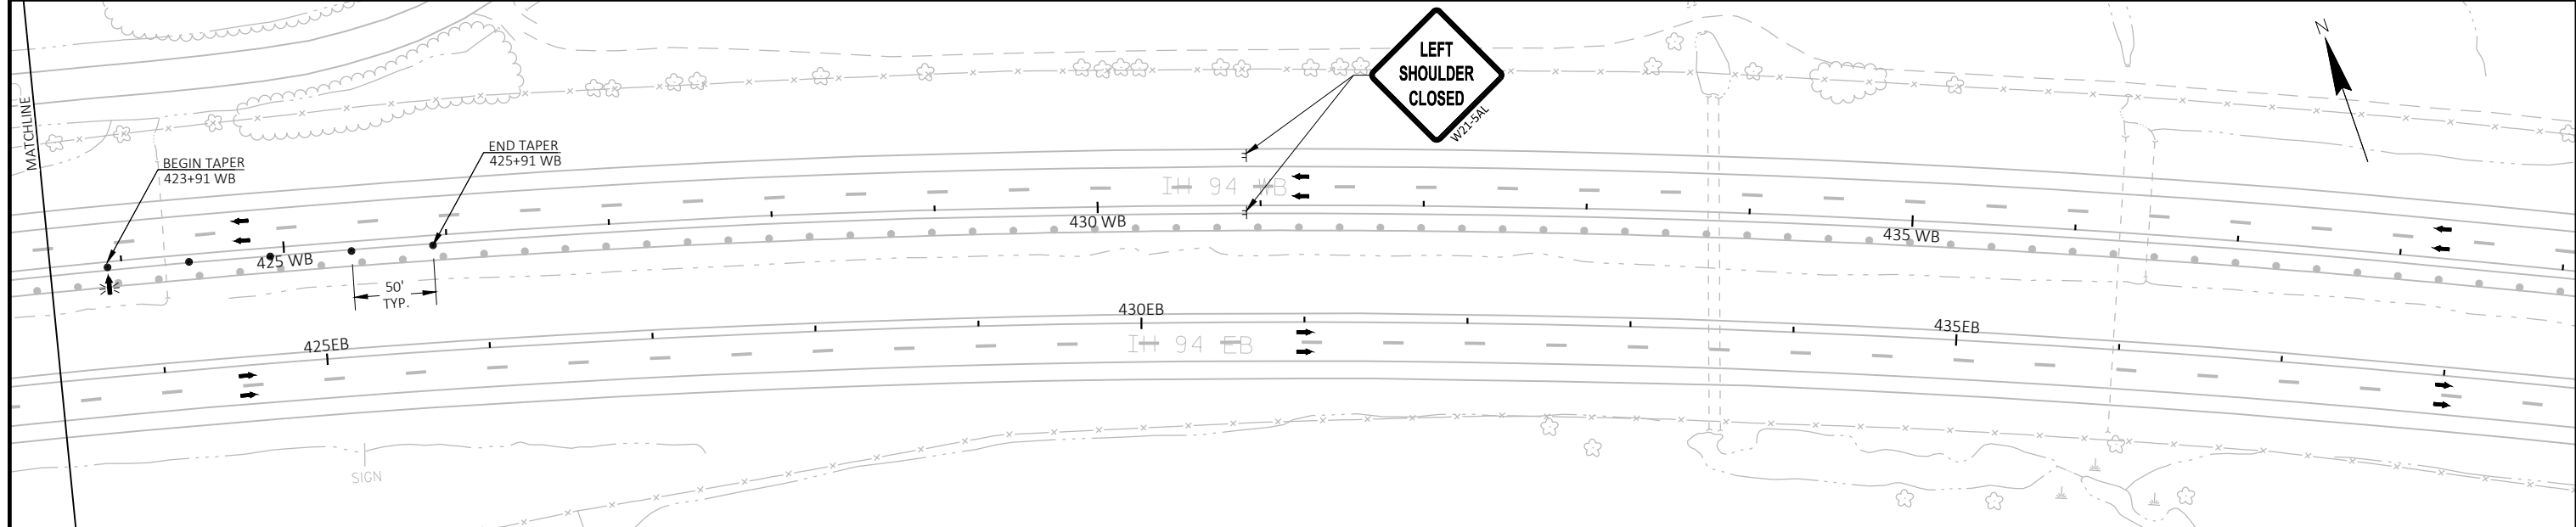 LEFT
SHOULDER
CLOSED
W21-5AL
N
MATCHLINE
BEGIN TAPER
423+91 WB
END TAPER
425+91 WB
IH 94 WB
425 WB
430 WB
435 WB
50'
TYP.
425EB
430EB
435EB
IH 94 EB
SIGN